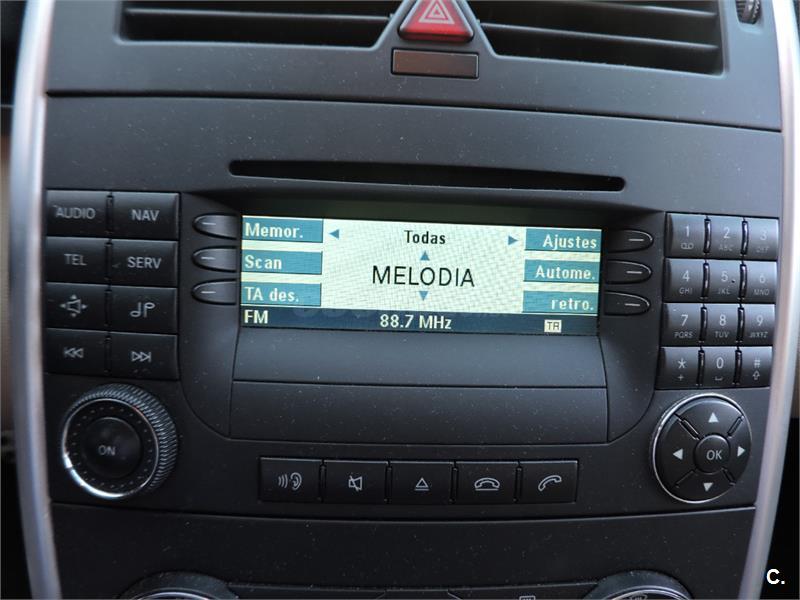 AUDIO NAV
TEL SERV
ON
Memor. Todas Ajustes
Scan MELODIA Autome.
TA des. retro.
FM 88.7 MHz TA
1 2 ABC 3 DEF
4 GHI 5 JKL 6 MNO
7 PQRS 8 TUV 9 WXYZ
* + 0 #
OK
C.